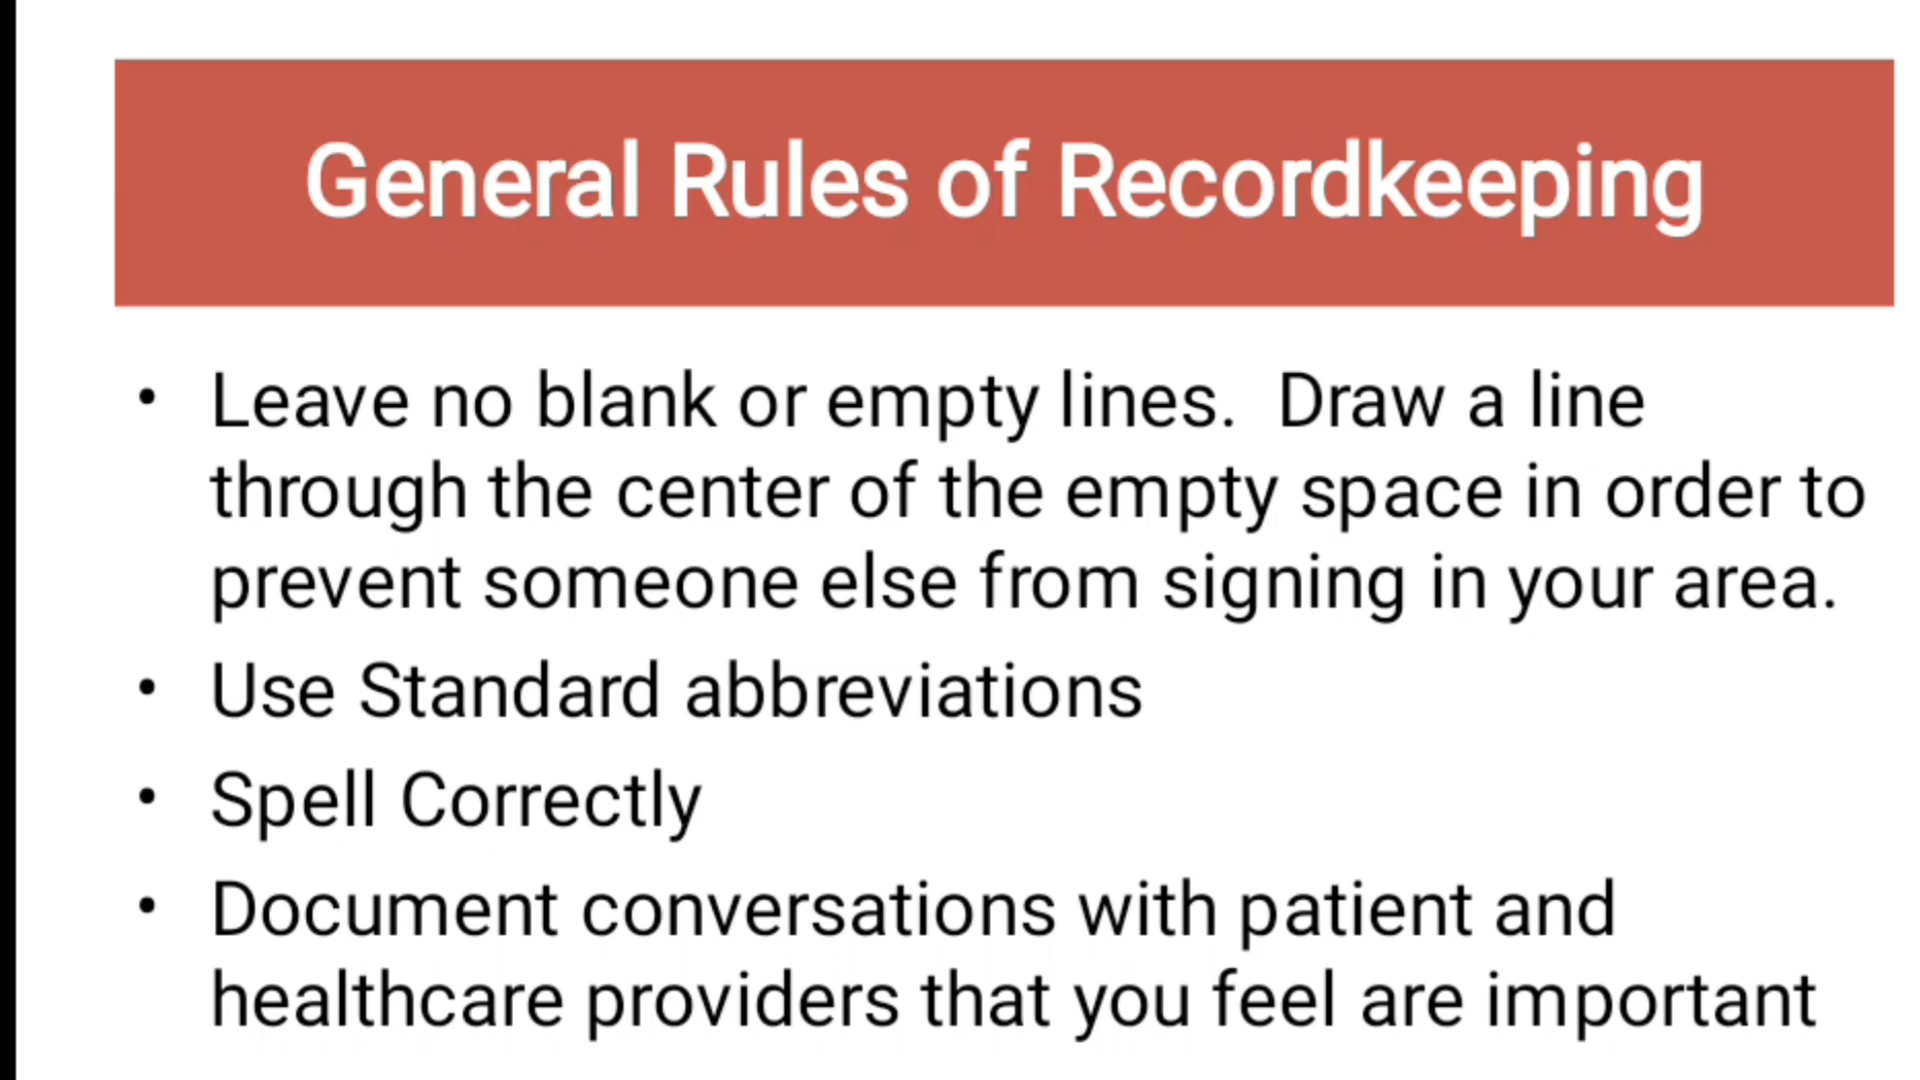 General Rules of Recordkeeping
• Leave no blank or empty lines.  Draw a line
through the center of the empty space in order to
prevent someone else from signing in your area.
• Use Standard abbreviations
• Spell Correctly
• Document conversations with patient and
healthcare providers that you feel are important